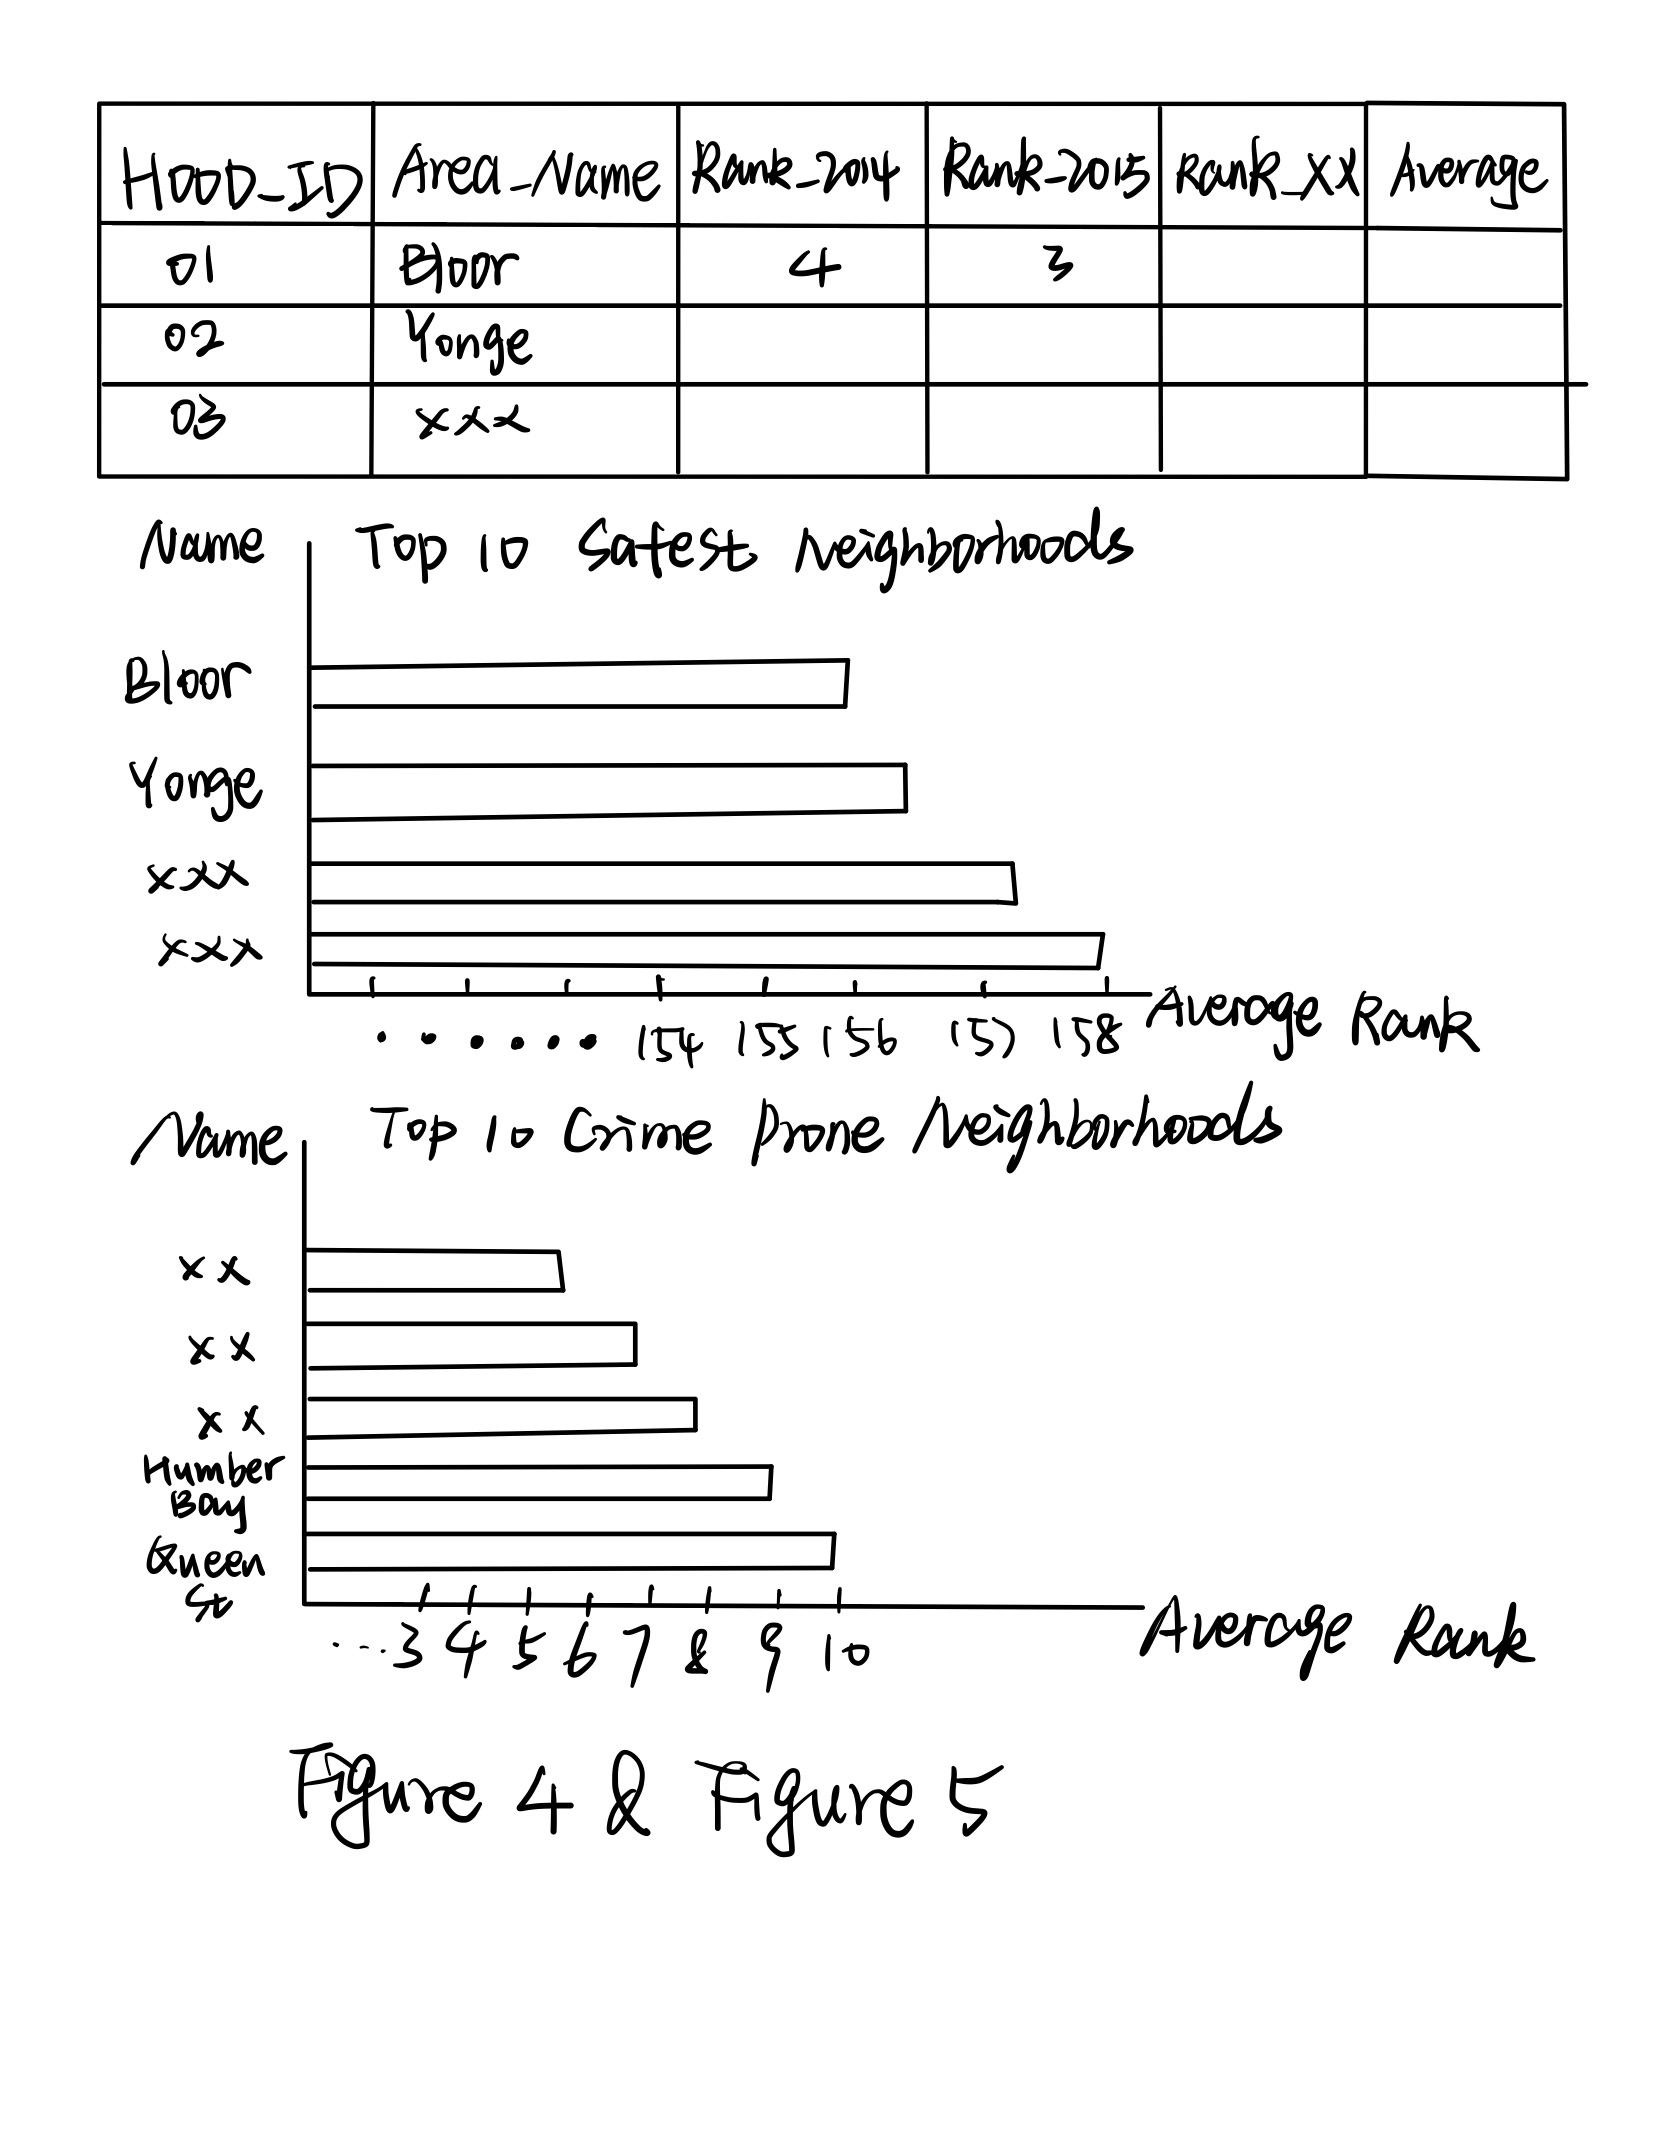 HOOD_ID Area_Name Rank_2014 Rank_2015 Rank_XX Average
01 Bloor 4 3
02 Yonge
03 xxx
Name Top 10 Safest Neighborhoods
Bloor
Yonge
xxx
xxx
154 155 156 157 158 Average Rank
Name Top 10 Crime Prone Neighborhoods
xx
xx
xx
Humber
Bay
Queen
St
... 3 4 5 6 7 8 9 10 Average Rank
Figure 4 & Figure 5